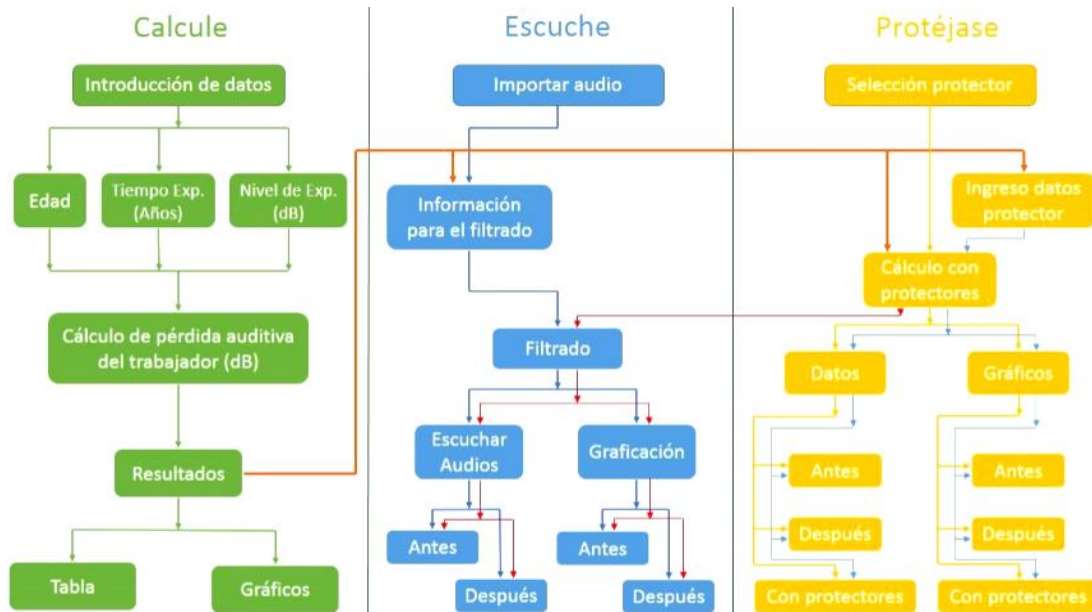 Calcule
Introducción de datos
Edad
Tiempo Exp.
(Años)
Nivel de Exp.
(dB)
Cálculo de pérdida auditiva
del trabajador (dB)
Resultados
Tabla
Gráficos
Escuche
Importar audio
Información
para el filtrado
Filtrado
Escuchar
Audios
Graficación
Antes
Después
Antes
Después
Protéjase
Selección protector
Ingreso datos
protector
Cálculo con
protectores
Datos
Gráficos
Antes
Después
Con protectores
Antes
Después
Con protectores